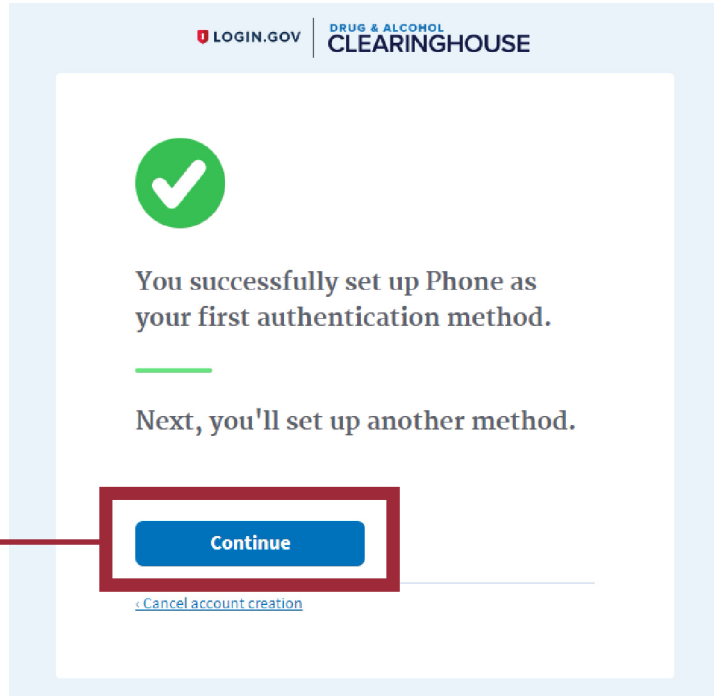 LOGIN.GOV
DRUG & ALCOHOL
CLEARINGHOUSE
You successfully set up Phone as
your first authentication method.
Next, you'll set up another method.
Continue
‹ Cancel account creation